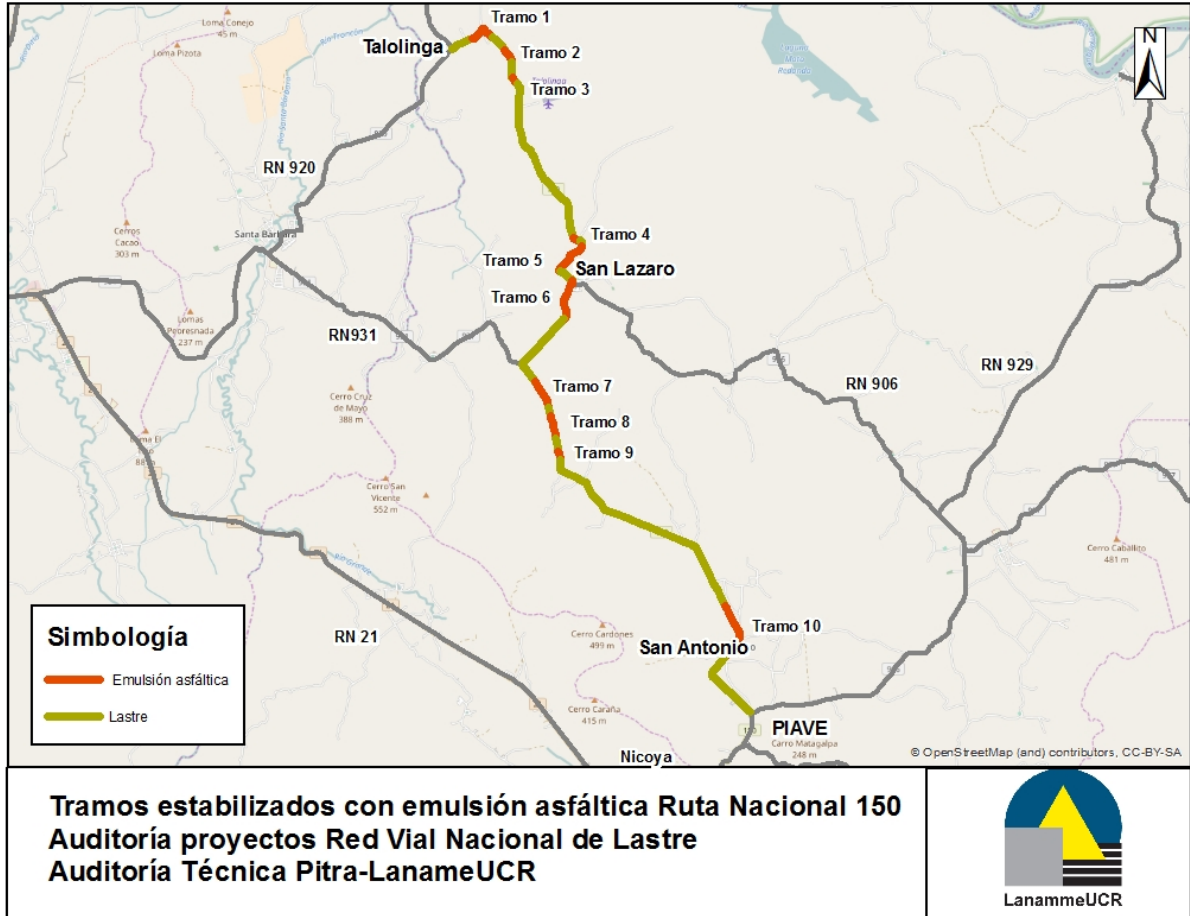 Loma Conejo
45 m
Loma Pizota
Talolinga
Tramo 1
Tramo 2
Tramo 3
N
RN 920
Santa Bárbara
Cerros
Cacao
303 m
Tramo 4
Tramo 5
San Lazaro
Tramo 6
Lomas
Peoresnada
237 m
RN931
Cerro Cruz
de Mayo
388 m
Tramo 7
Tramo 8
Tramo 9
RN 906
RN 929
Cerro San
Vicente
552 m
Cerro Caballito
481 m
Río Grande
RN 21
Cerro Cardones
499 m
Tramo 10
San Antonio
Cerro Caraña
415 m
PIAVE
Carro Matagalpa
248 m
Nicoya
Simbología
Emulsión asfáltica
Lastre
© OpenStreetMap (and) contributors, CC-BY-SA
Tramos estabilizados con emulsión asfáltica Ruta Nacional 150
Auditoría proyectos Red Vial Nacional de Lastre
Auditoría Técnica Pitra-LanameUCR
LanammeUCR